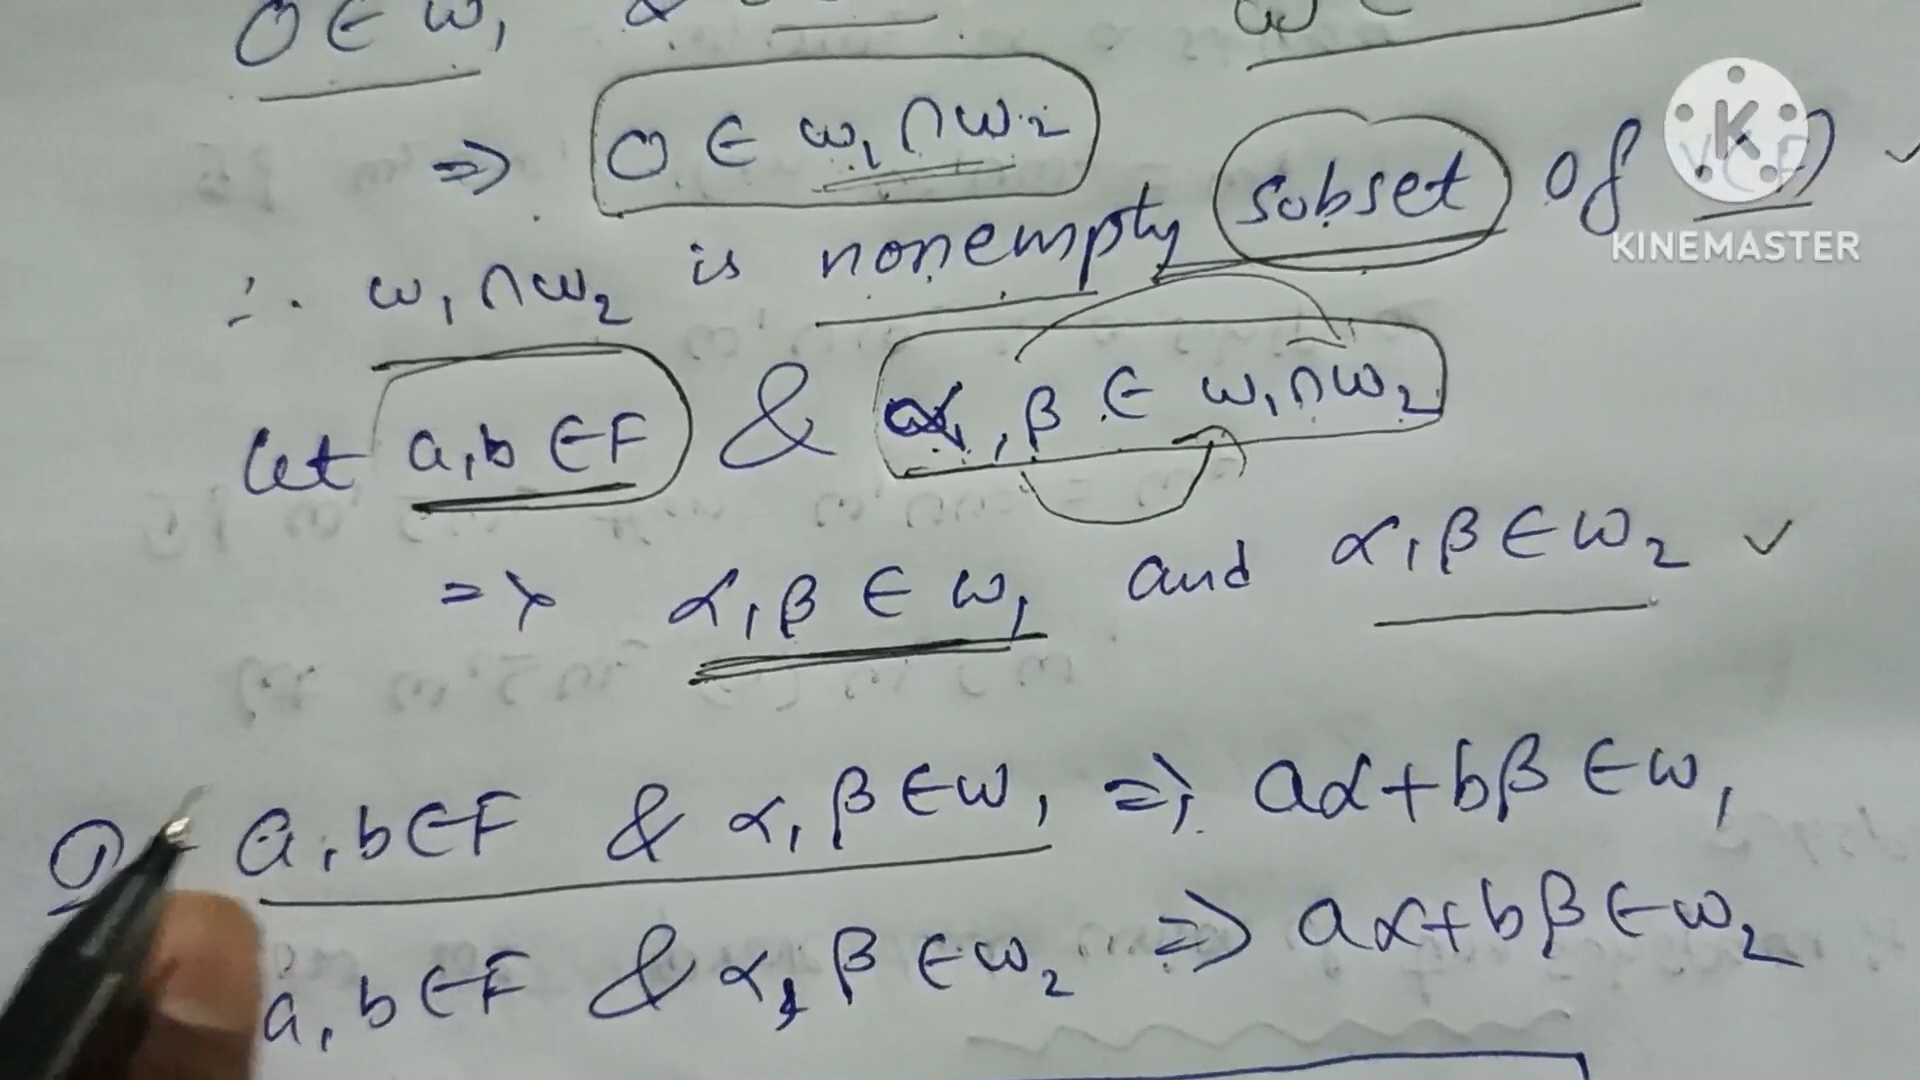 0 ∈ ω₁ &
⇒ 0 ∈ ω₁∩ω₂
∴ ω₁∩ω₂ is nonempty subset of
KINEMASTER
let a,b ∈ F & α,β ∈ ω₁∩ω₂
⇒ α,β ∈ ω₁ and α,β ∈ ω₂ ✓
a,b ∈ F & α,β ∈ ω₁ ⇒ aα+bβ ∈ ω₁
a,b ∈ F & α,β ∈ ω₂ ⇒ aα+bβ ∈ ω₂